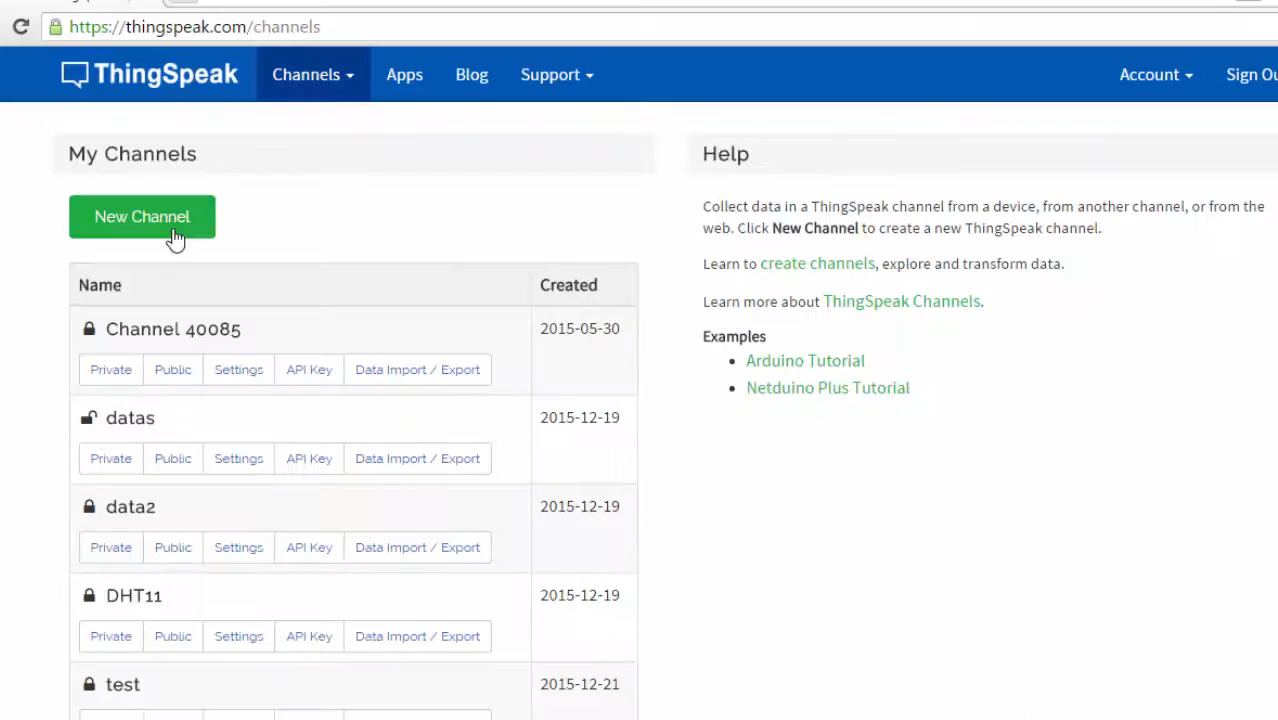 https://thingspeak.com/channels
ThingSpeak Channels Apps Blog Support Account Sign
My Channels
New Channel
Name Created
Channel 40085 2015-05-30
Private Public Settings API Key Data Import / Export
datas 2015-12-19
Private Public Settings API Key Data Import / Export
data2 2015-12-19
Private Public Settings API Key Data Import / Export
DHT11 2015-12-19
Private Public Settings API Key Data Import / Export
test 2015-12-21
Help
Collect data in a ThingSpeak channel from a device, from another channel, or from the
web. Click New Channel to create a new ThingSpeak channel.
Learn to create channels, explore and transform data.
Learn more about ThingSpeak Channels.
Examples
Arduino Tutorial
Netduino Plus Tutorial